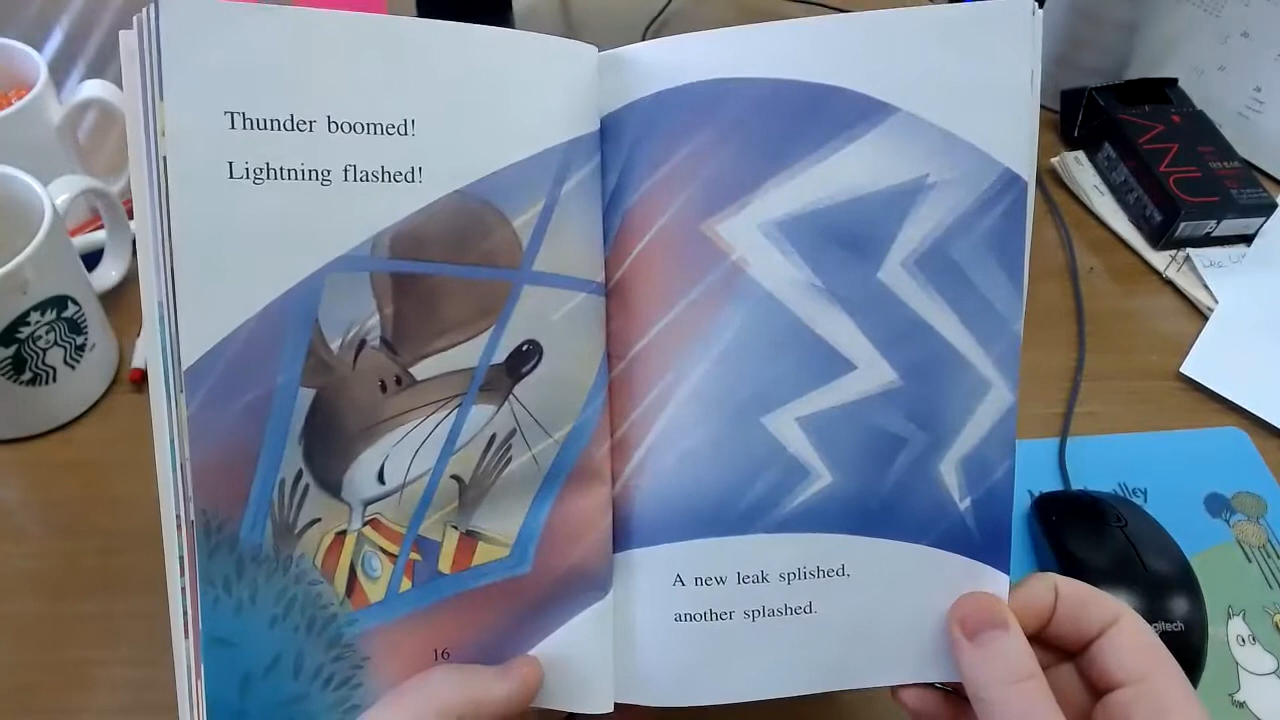 Thunder boomed!
Lightning flashed!
16
A new leak splished,
another splashed.